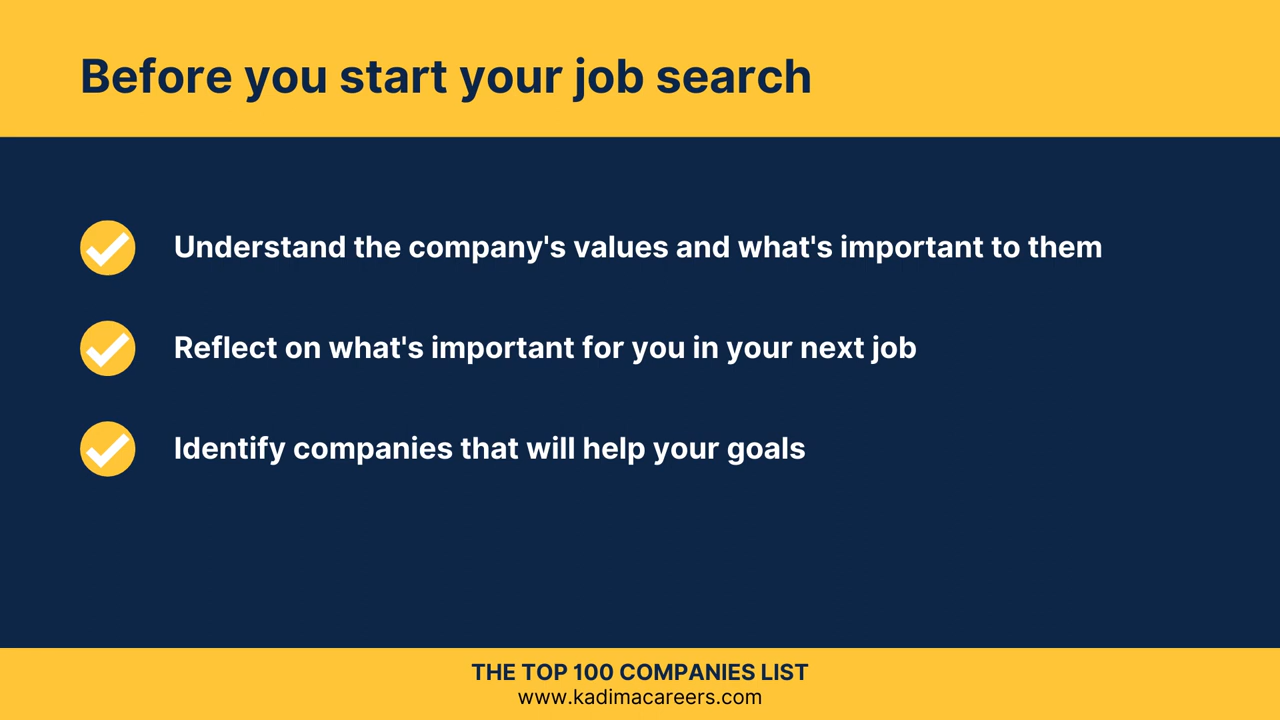 Before you start your job search
Understand the company's values and what's important to them
Reflect on what's important for you in your next job
Identify companies that will help your goals
THE TOP 100 COMPANIES LIST
www.kadimacareers.com